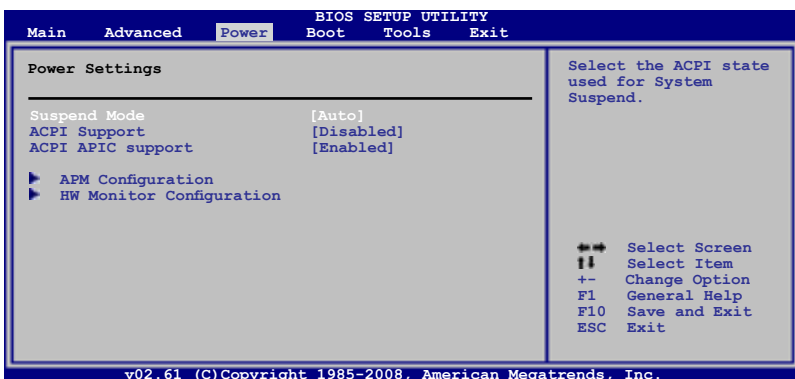 BIOS SETUP UTILITY
Main Advanced Power Boot Tools Exit
Power Settings
Suspend Mode [Auto]
ACPI Support [Disabled]
ACPI APIC support [Enabled]
APM Configuration
HW Monitor Configuration
Select the ACPI state
used for System
Suspend.
Select Screen
Select Item
+- Change Option
F1 General Help
F10 Save and Exit
ESC Exit
v02.61 (C)Copyright 1985-2008, American Megatrends, Inc.